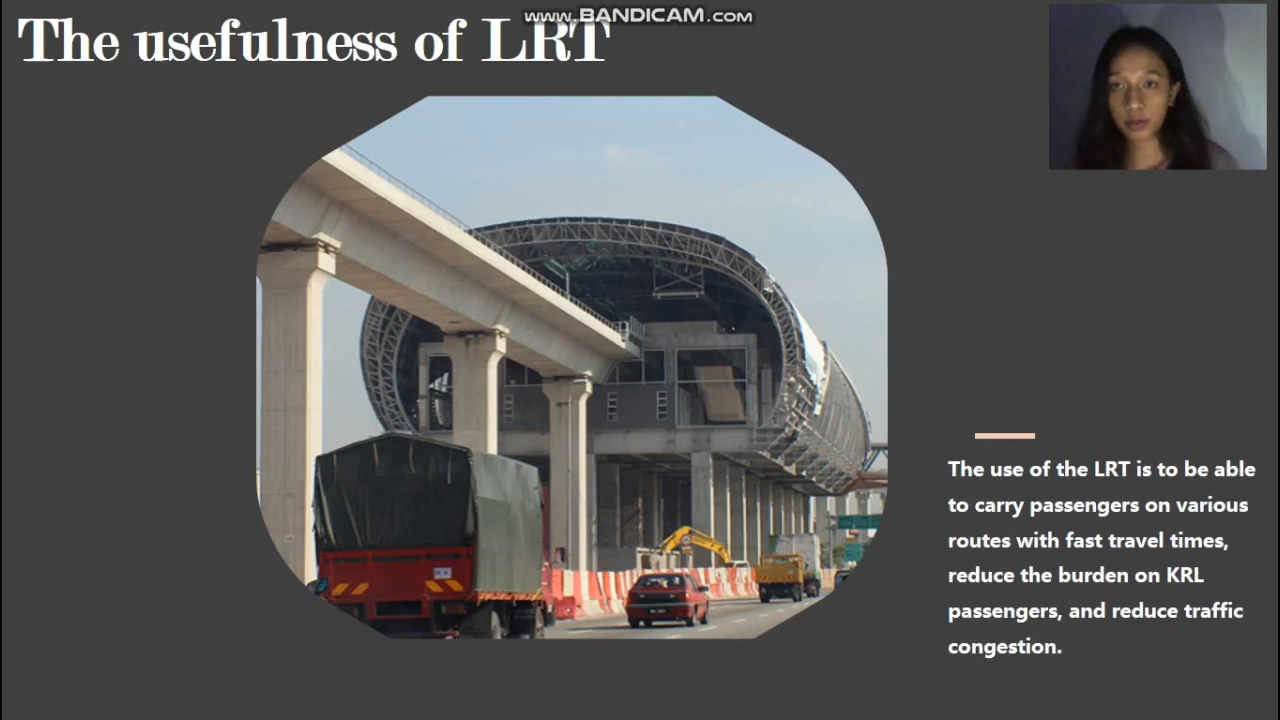 www.BANDICAM.com
The usefulness of LRT
The use of the LRT is to be able
to carry passengers on various
routes with fast travel times,
reduce the burden on KRL
passengers, and reduce traffic
congestion.